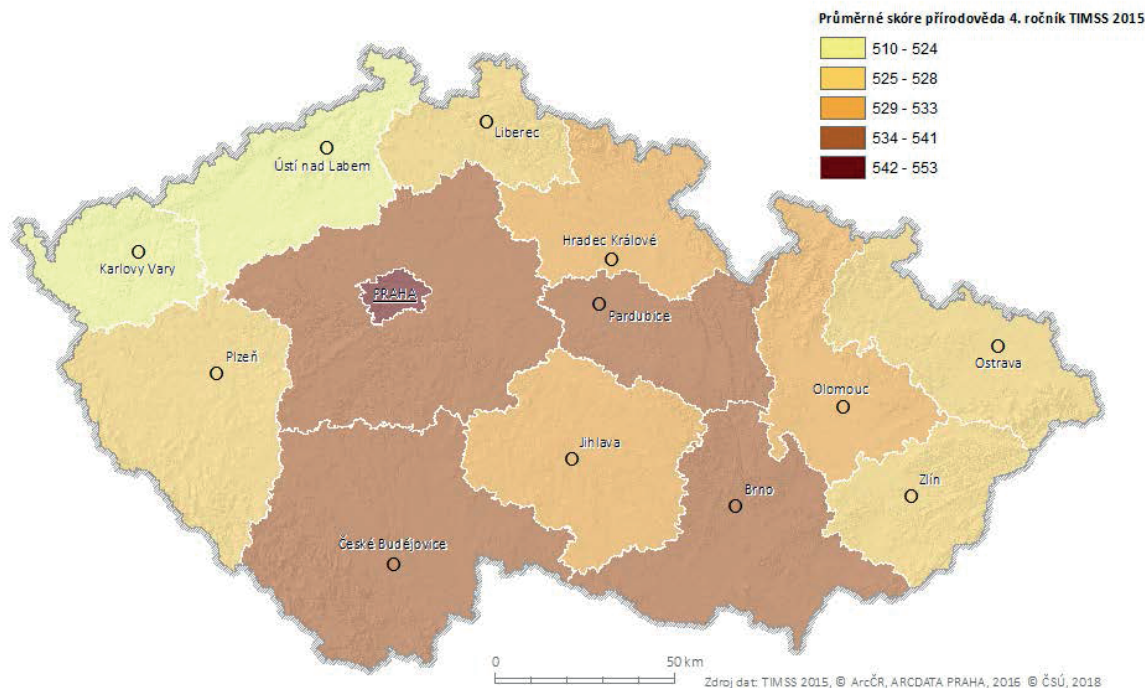 Průměrné skóre přírodověda 4. ročník TIMSS 2015
510 - 524
525 - 528
529 - 533
534 - 541
542 - 553
Liberec
Ústí nad Labem
Hradec Králové
Karlovy Vary
PRAHA
Pardubice
Plzeň
Ostrava
Olomouc
Jihlava
Zlín
Brno
České Budějovice
0 50 km
Zdroj dat: TIMSS 2015, © ArcČR, ARCDATA PRAHA, 2016 © ČSÚ, 2018